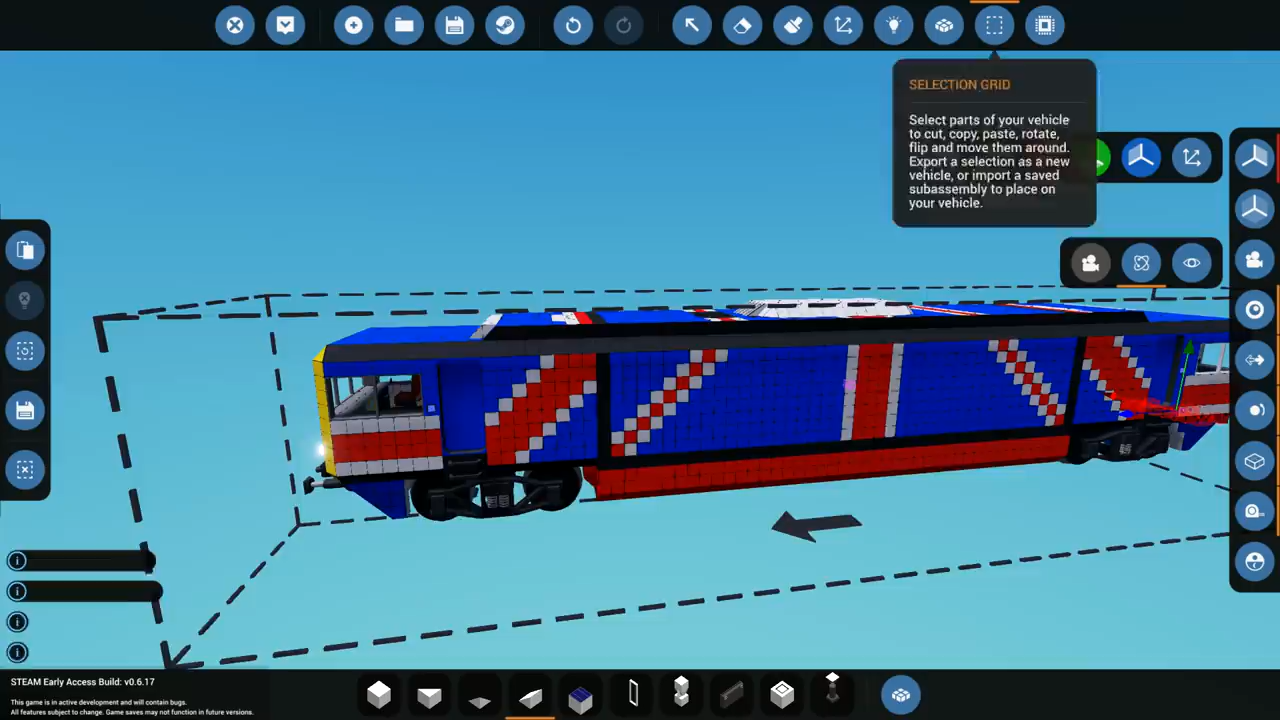 SELECTION GRID
Select parts of your vehicle
to cut, copy, paste, rotate,
flip and move them around.
Export a selection as a new
vehicle, or import a saved
subassembly to place on
your vehicle.
STEAM Early Access Build: v0.6.17
This game is in active development and will contain bugs.
All features subject to change. Game saves may not function in future versions.